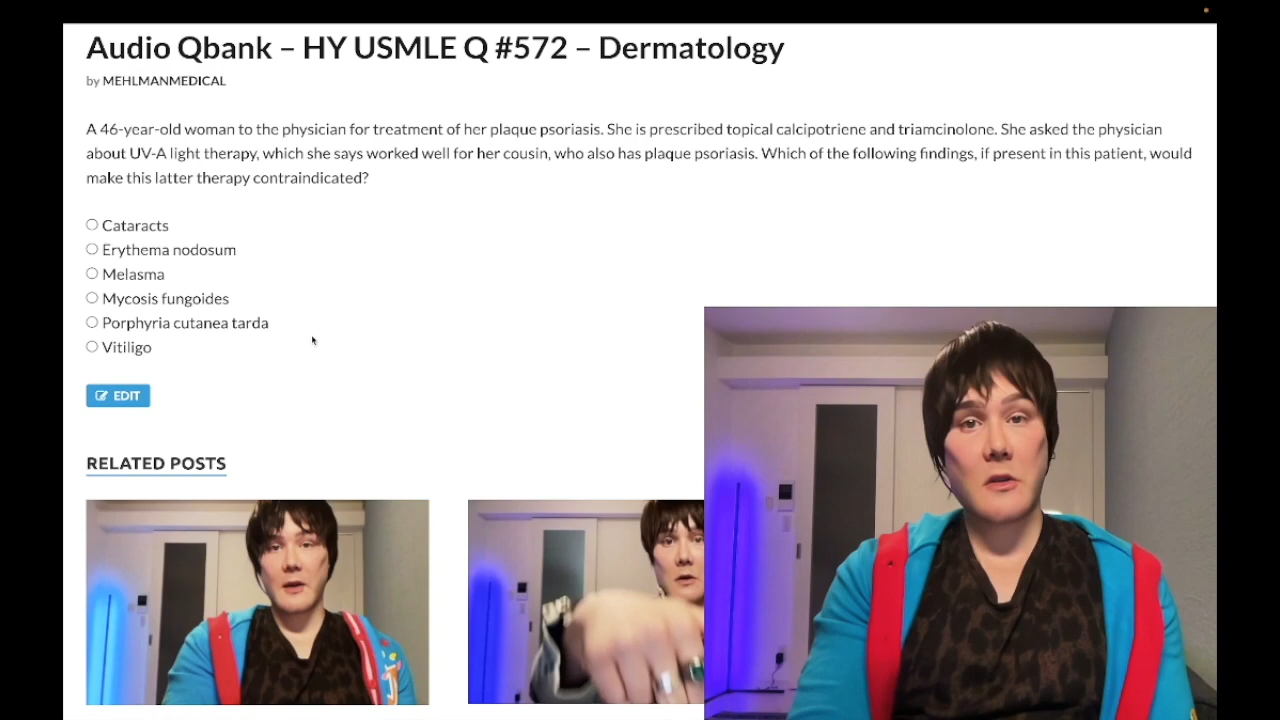 Audio Qbank – HY USMLE Q #572 – Dermatology
by MEHLMANMEDICAL
A 46-year-old woman to the physician for treatment of her plaque psoriasis. She is prescribed topical calcipotriene and triamcinolone. She asked the physician
about UV-A light therapy, which she says worked well for her cousin, who also has plaque psoriasis. Which of the following findings, if present in this patient, would
make this latter therapy contraindicated?
Cataracts
Erythema nodosum
Melasma
Mycosis fungoides
Porphyria cutanea tarda
Vitiligo
EDIT
RELATED POSTS